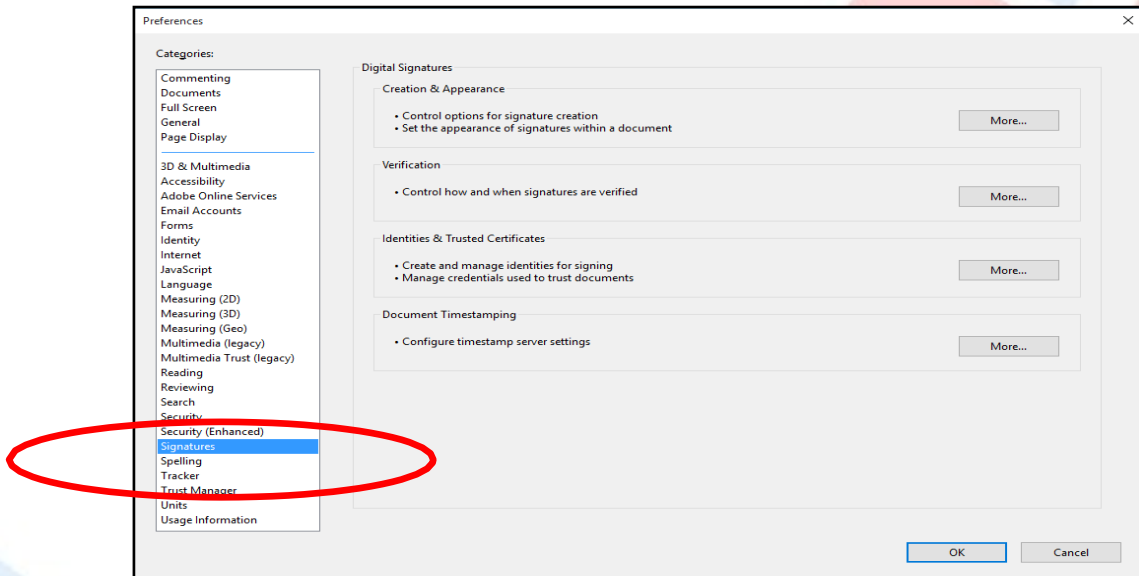 Preferences
Categories:
Commenting
Documents
Full Screen
General
Page Display
3D & Multimedia
Accessibility
Adobe Online Services
Email Accounts
Forms
Identity
Internet
JavaScript
Language
Measuring (2D)
Measuring (3D)
Measuring (Geo)
Multimedia (legacy)
Multimedia Trust (legacy)
Reading
Reviewing
Search
Security
Security (Enhanced)
Signatures
Spelling
Tracker
Trust Manager
Units
Usage Information
Digital Signatures
Creation & Appearance
• Control options for signature creation
• Set the appearance of signatures within a document
More...
Verification
• Control how and when signatures are verified
More...
Identities & Trusted Certificates
• Create and manage identities for signing
• Manage credentials used to trust documents
More...
Document Timestamping
• Configure timestamp server settings
More...
OK
Cancel